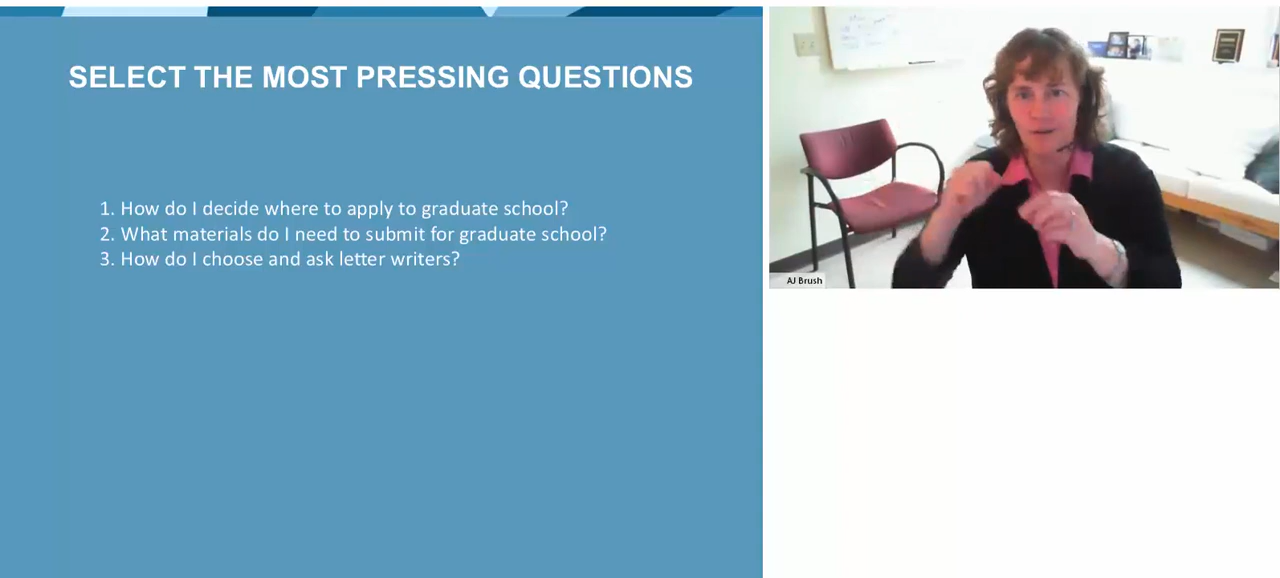 SELECT THE MOST PRESSING QUESTIONS
1. How do I decide where to apply to graduate school?
2. What materials do I need to submit for graduate school?
3. How do I choose and ask letter writers?
AJ Brush